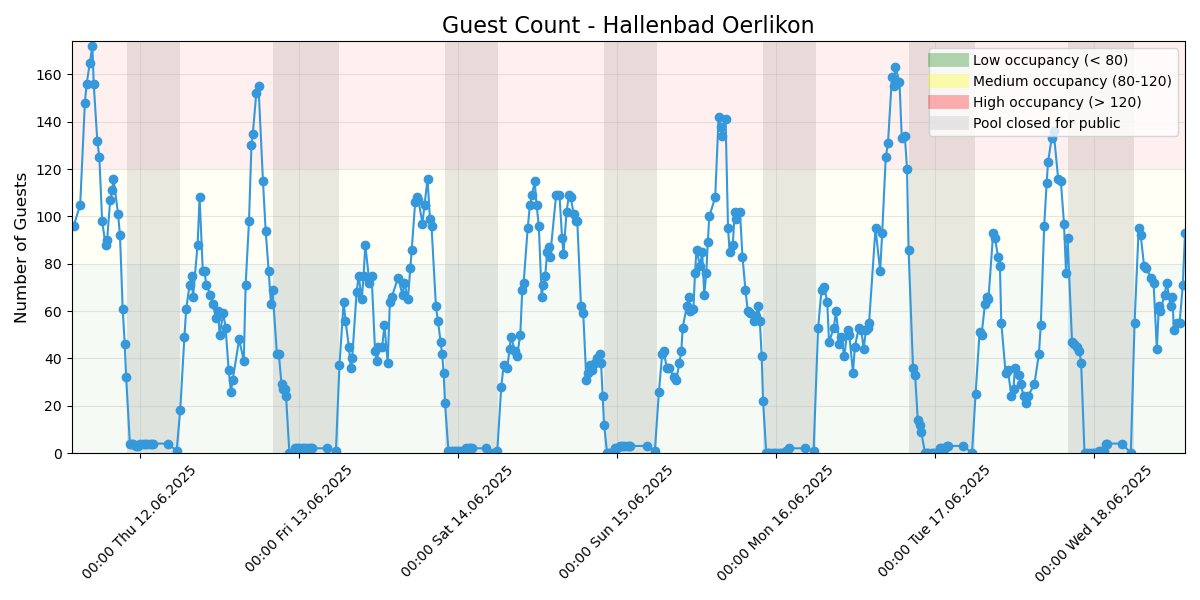 Guest Count - Hallenbad Oerlikon
Number of Guests
160
140
120
100
80
60
40
20
0
Low occupancy (< 80)
Medium occupancy (80-120)
High occupancy (> 120)
Pool closed for public
00:00 Thu 12.06.2025
00:00 Fri 13.06.2025
00:00 Sat 14.06.2025
00:00 Sun 15.06.2025
00:00 Mon 16.06.2025
00:00 Tue 17.06.2025
00:00 Wed 18.06.2025